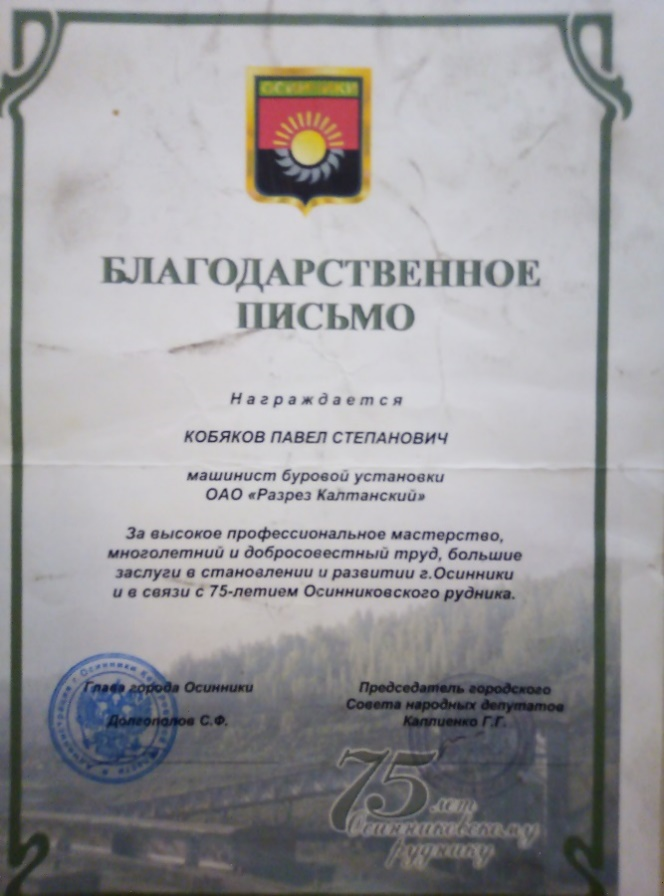 ОСИННИКИ
БЛАГОДАРСТВЕННОЕ
ПИСЬМО
Награждается
КОБЯКОВ ПАВЕЛ СТЕПАНОВИЧ
машинист буровой установки
ОАО «Разрез Калтанский»
За высокое профессиональное мастерство,
многолетний и добросовестный труд, большие
заслуги в становлении и развитии г.Осинники
и в связи с 75-летием Осинниковского рудника.
Глава города Осинники
Долгополов С.Ф.
Председатель городского
Совета народных депутатов
Каплиенко Г.Г.
75 лет
Осинниковскому
руднику